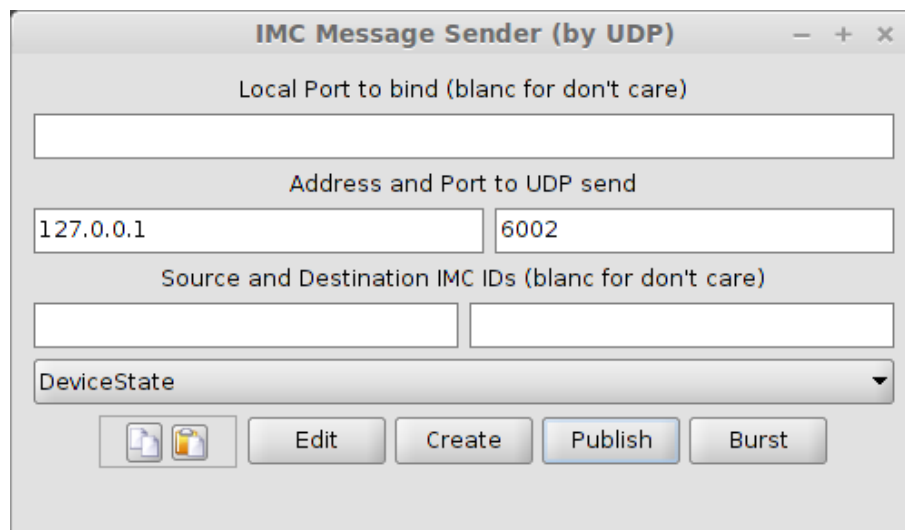 IMC Message Sender (by UDP)
Local Port to bind (blanc for don't care)
Address and Port to UDP send
127.0.0.1 6002
Source and Destination IMC IDs (blanc for don't care)
DeviceState
Edit Create Publish Burst